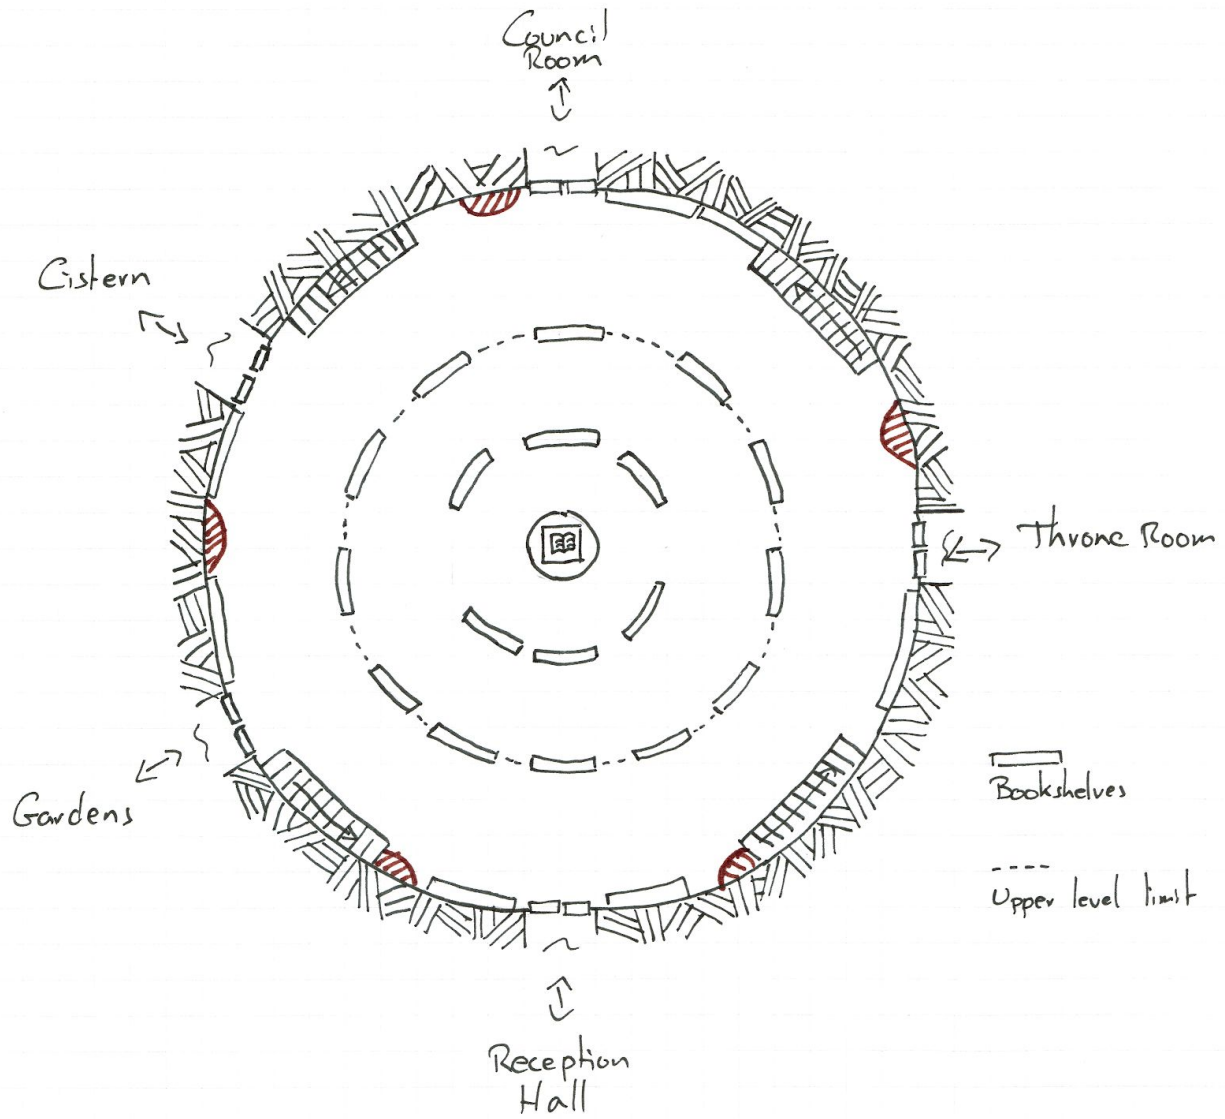 Council
Room
Cistern
Throne Room
Gardens
Bookshelves
Upper level limit
Reception
Hall